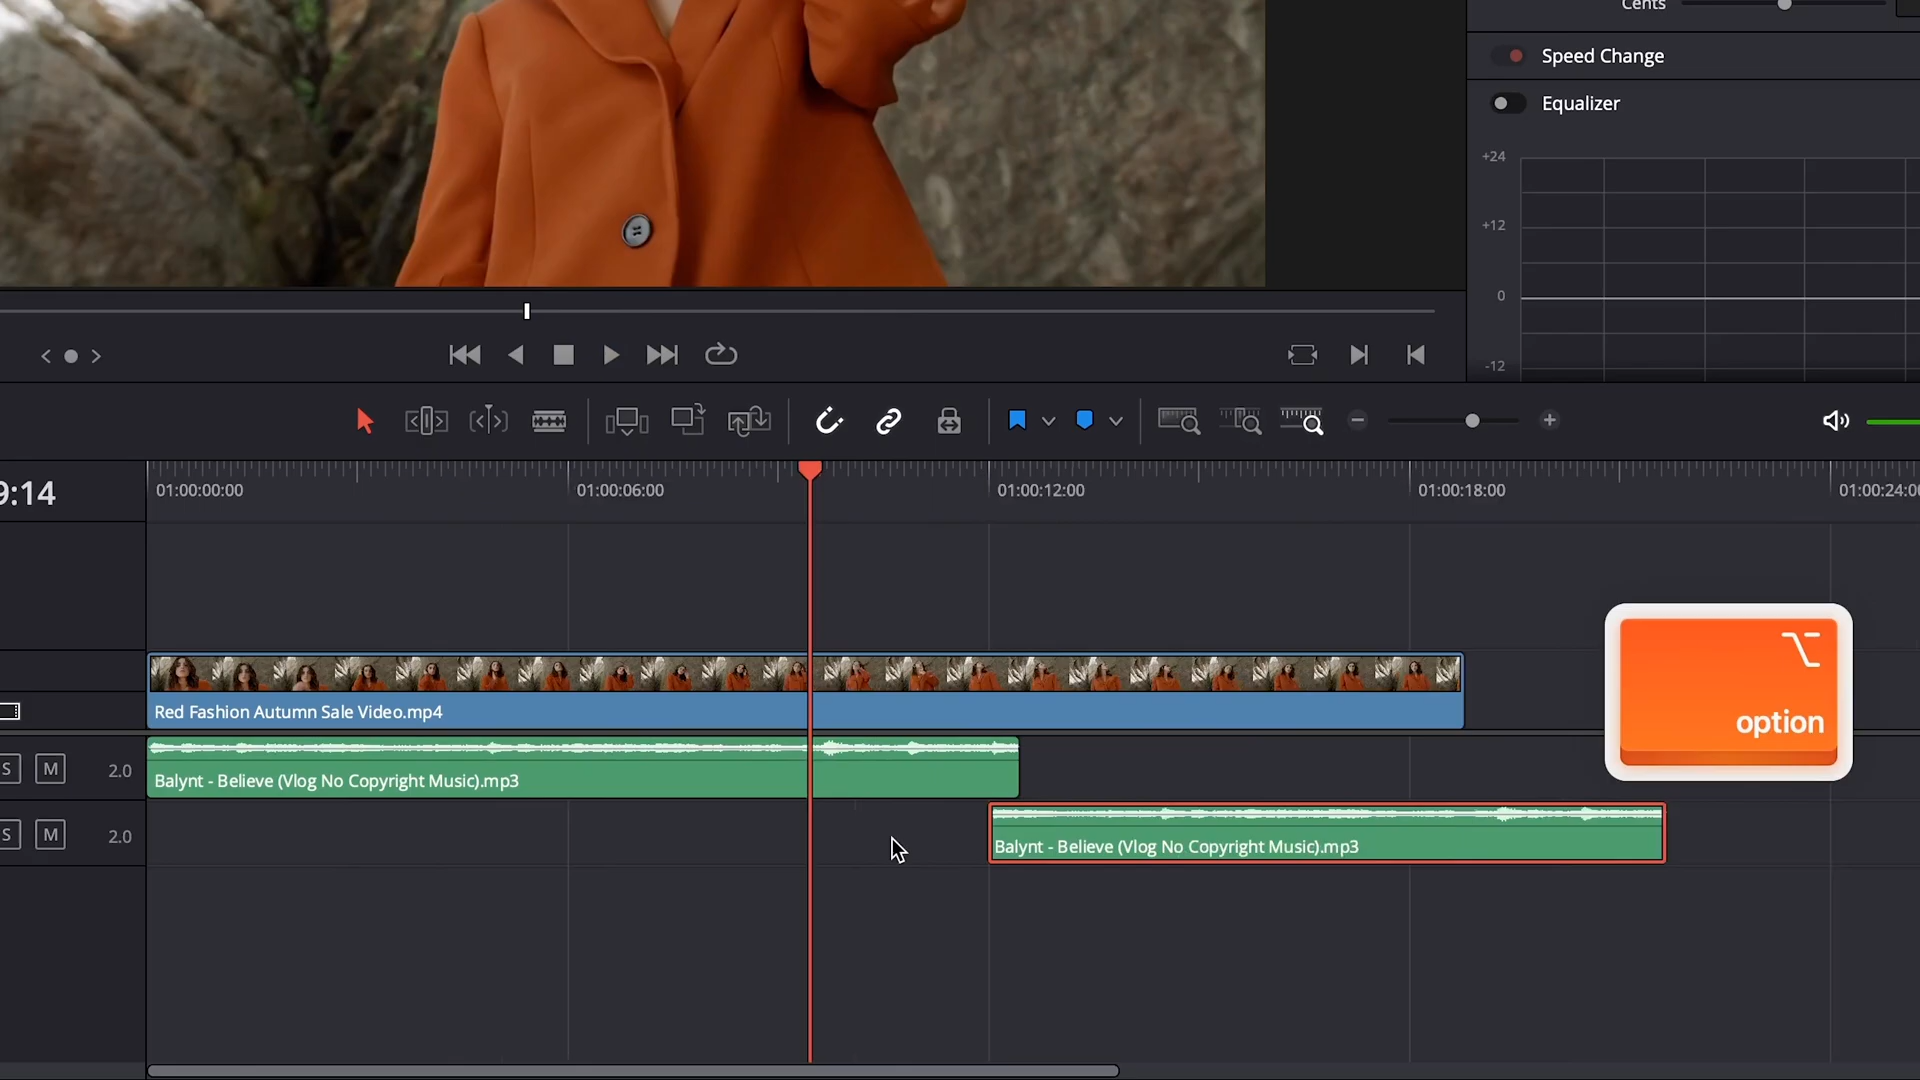 Cents
Speed Change
Equalizer
+24
+12
0
-12
9:14
01:00:00:00
01:00:06:00
01:00:12:00
01:00:18:00
01:00:24:0
option
Red Fashion Autumn Sale Video.mp4
S M 2.0
Balynt - Believe (Vlog No Copyright Music).mp3
S M 2.0
Balynt - Believe (Vlog No Copyright Music).mp3